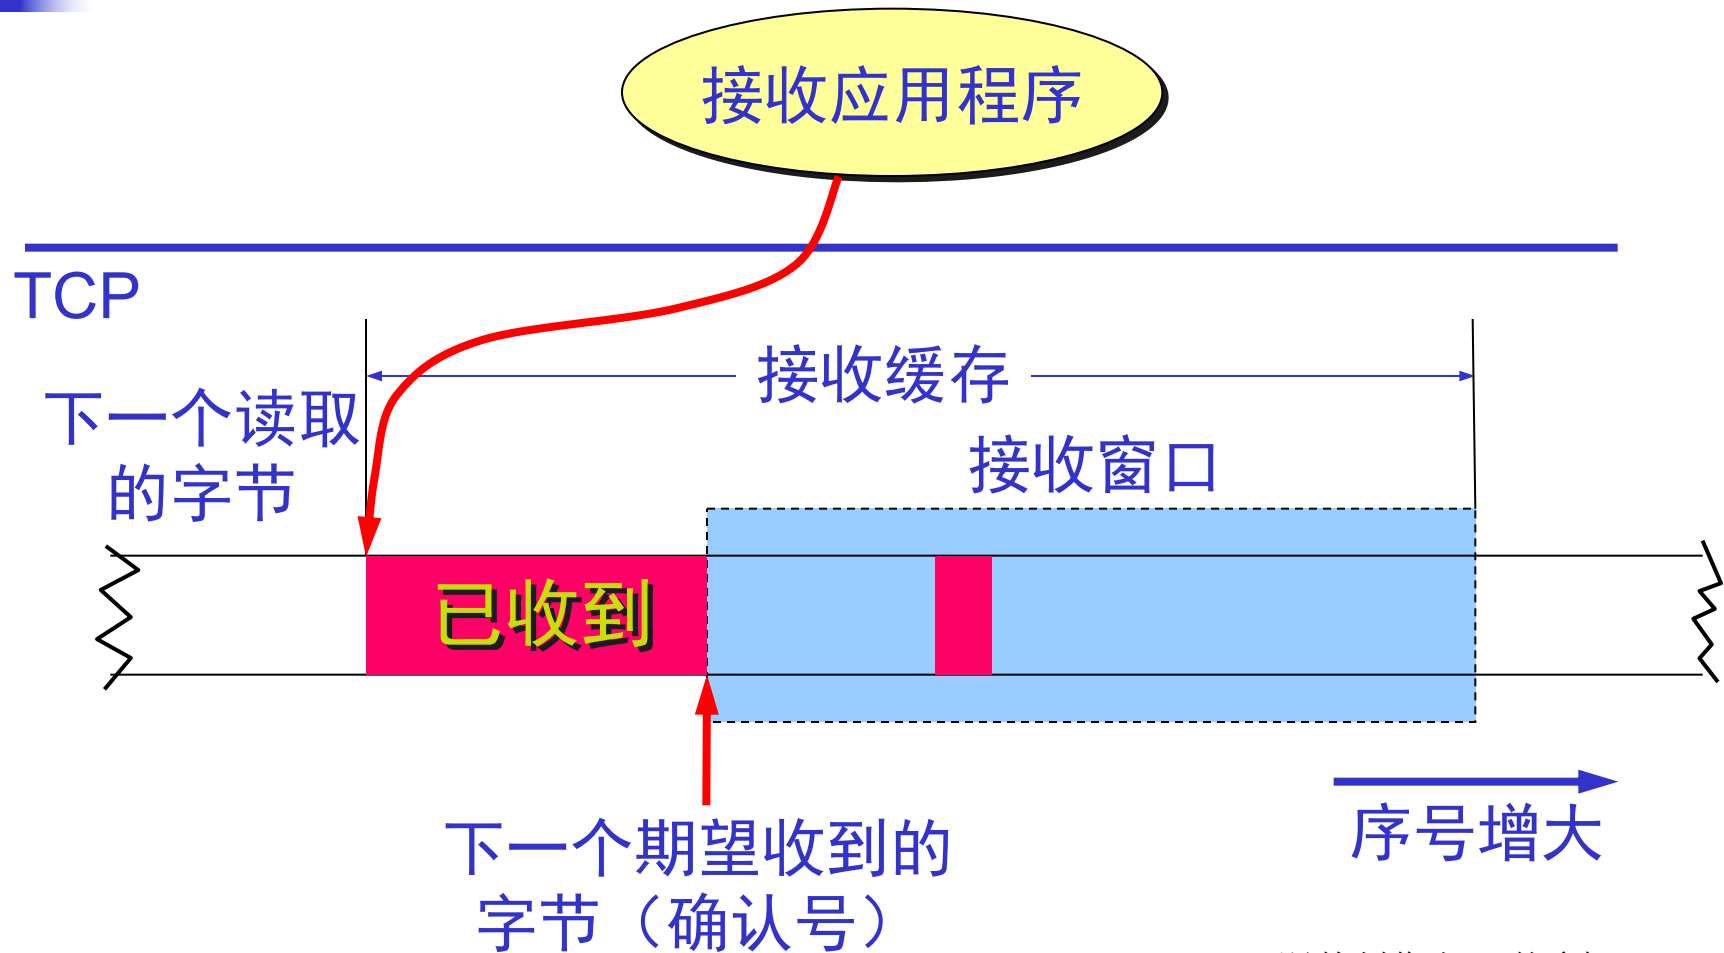 接收应用程序
TCP
接收缓存
下一个读取
的字节
接收窗口
已收到
序号增大
下一个期望收到的
字节（确认号）